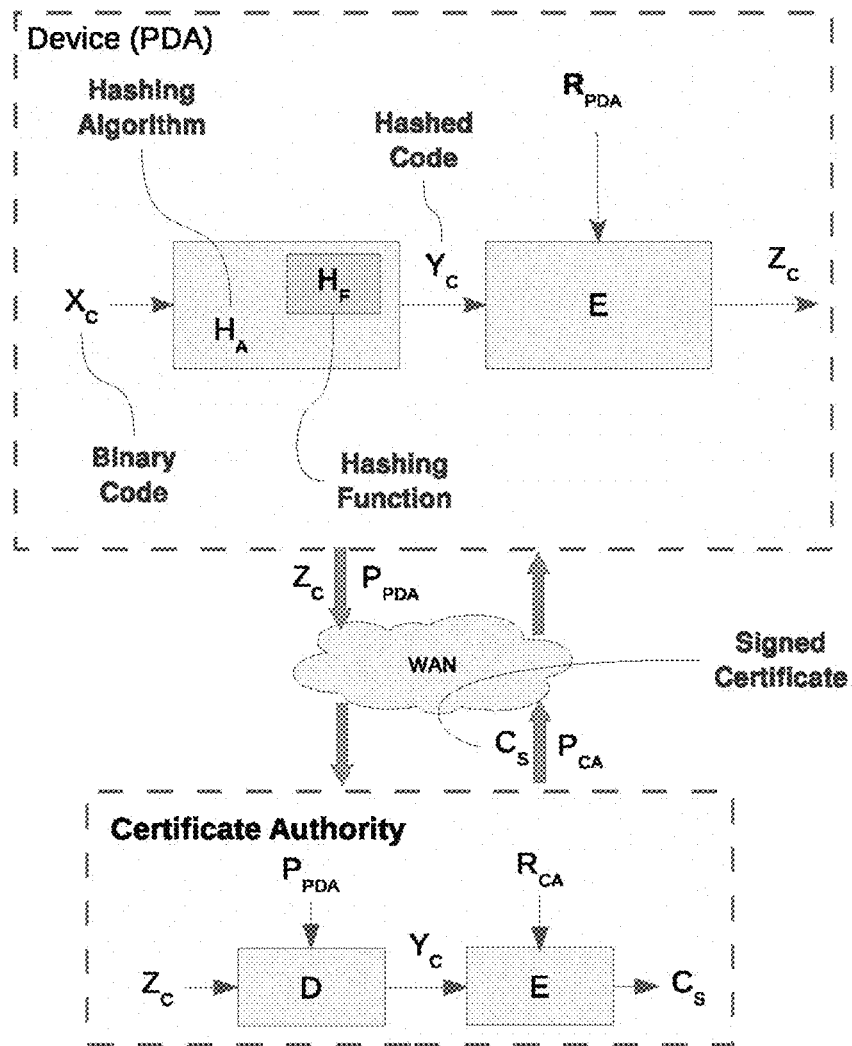 Device (PDA)
Hashing
Algorithm
R_PDA
Hashed
Code
X_C
H_A
H_F
Y_C
E
Z_C
Binary
Code
Hashing
Function
Z_C P_PDA
WAN
Signed
Certificate
C_S P_CA
Certificate Authority
P_PDA
R_CA
Z_C
D
Y_C
E
C_S